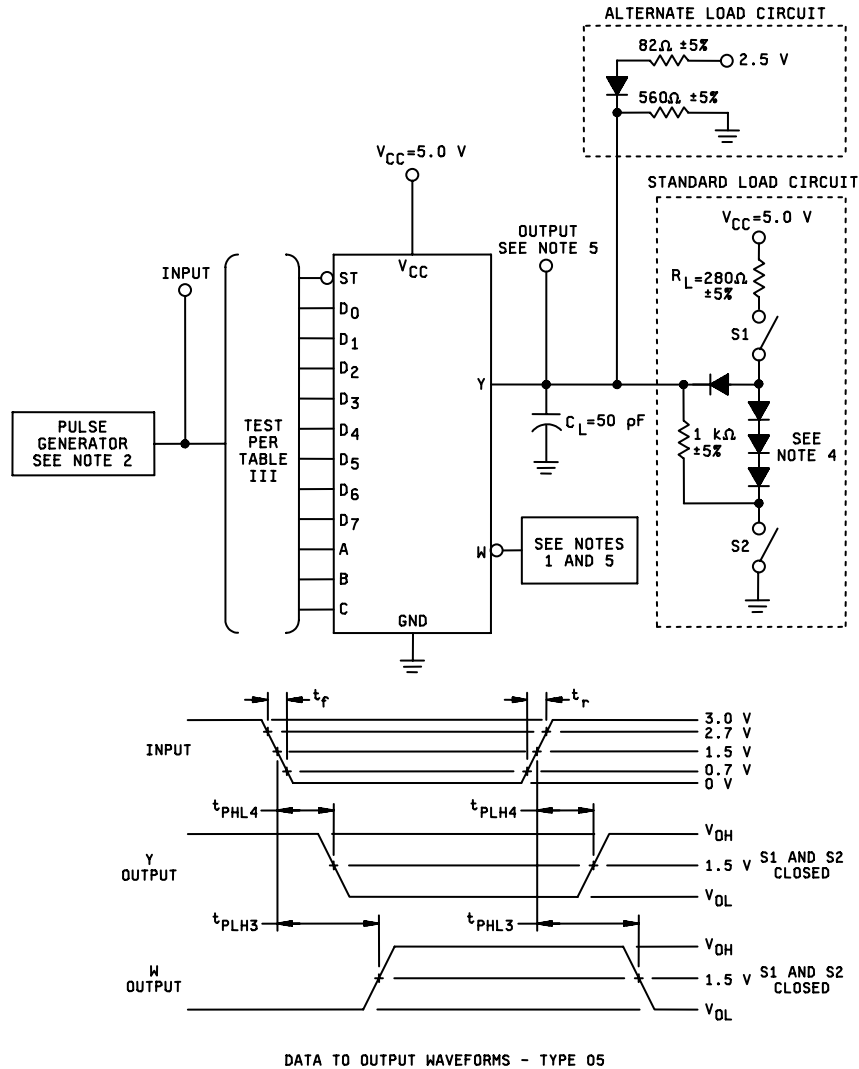 ALTERNATE LOAD CIRCUIT
82Ω ±5%
2.5 V
560Ω ±5%
VCC=5.0 V
STANDARD LOAD CIRCUIT
VCC=5.0 V
OUTPUT
SEE NOTE 5
RL=280Ω
±5%
INPUT
VCC
ST
D0
D1
D2
D3
D4
D5
D6
D7
A
B
C
S1
Y
PULSE
GENERATOR
SEE NOTE 2
TEST
PER
TABLE
III
CL=50 pF
1 kΩ
±5%
SEE
NOTE 4
S2
W
SEE NOTES
1 AND 5
GND
tf
tr
INPUT
3.0 V
2.7 V
1.5 V
0.7 V
0 V
tPHL4
tPLH4
Y
OUTPUT
VOH
1.5 V
VOL
S1 AND S2
CLOSED
tPLH3
tPHL3
W
OUTPUT
VOH
1.5 V
VOL
S1 AND S2
CLOSED
DATA TO OUTPUT WAVEFORMS - TYPE 05